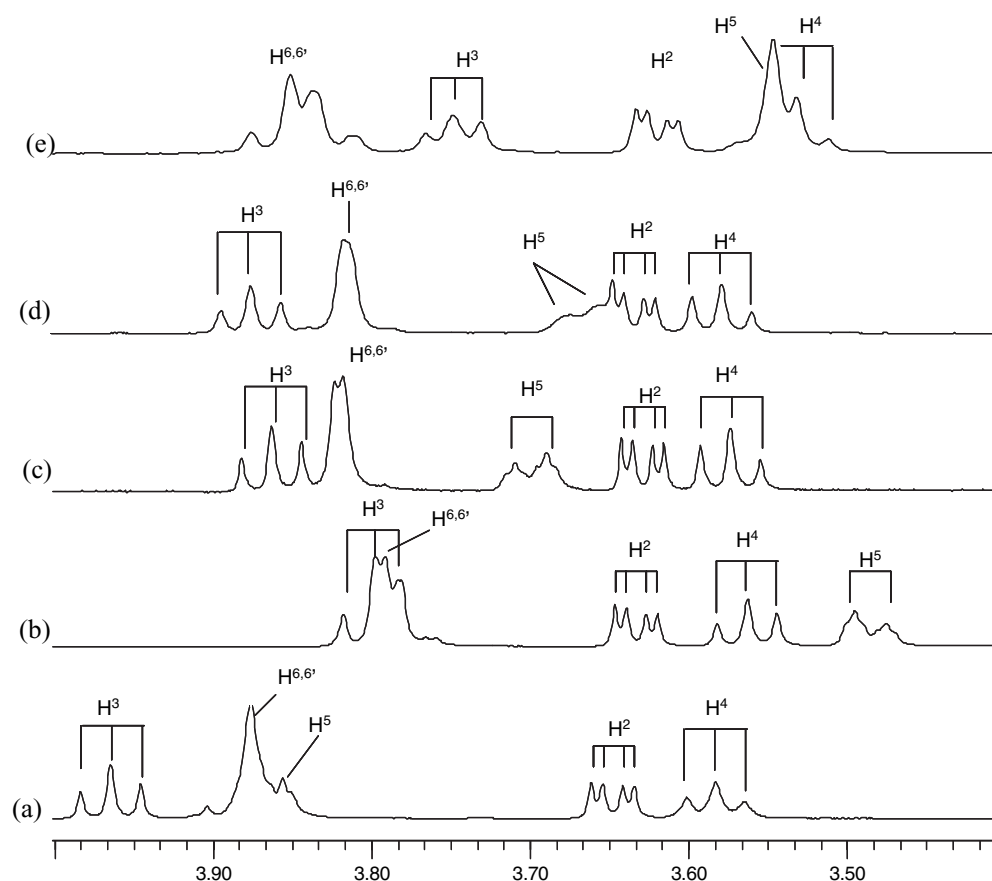 H⁶,⁶' H³ H² H⁵ H⁴
(e)
H³ H⁶,⁶' H⁵ H² H⁴
(d)
H³ H⁶,⁶' H⁵ H² H⁴
(c)
H³ H⁶,⁶' H² H⁴ H⁵
(b)
H³ H⁶,⁶' H⁵ H² H⁴
(a)
3.90 3.80 3.70 3.60 3.50